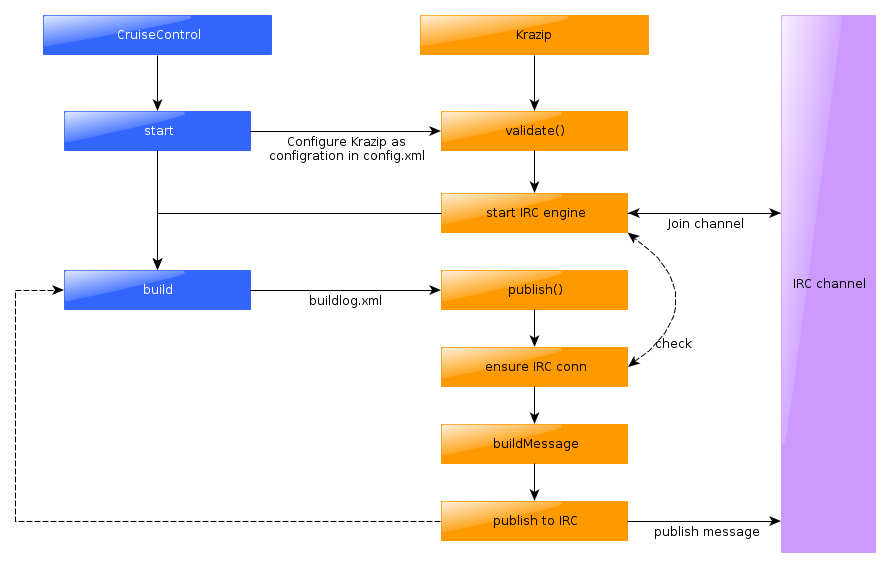 CruiseControl
Krazip
start
Configure Krazip as
configration in config.xml
validate()
start IRC engine
Join channel
IRC channel
build
buildlog.xml
publish()
check
ensure IRC conn
buildMessage
publish to IRC
publish message